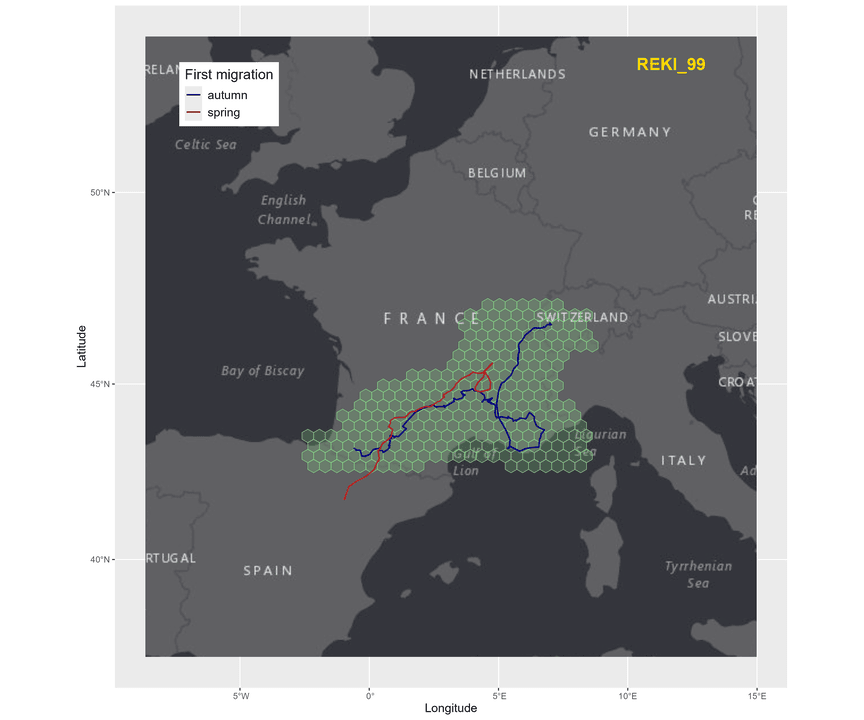 REKI_99
First migration
autumn
spring
RELAN
NETHERLANDS
GERMANY
Celtic Sea
BELGIUM
English
Channel
C
RE
FRANCE
SWITZERLAND
AUSTRI
SLOVE
Bay of Biscay
CROAT
Ligurian
Sea
Gulf of
Lion
ITALY
Ad
RTUGAL
SPAIN
Tyrrhenian
Sea
50°N
45°N
40°N
Latitude
5°W
0°
5°E
10°E
15°E
Longitude